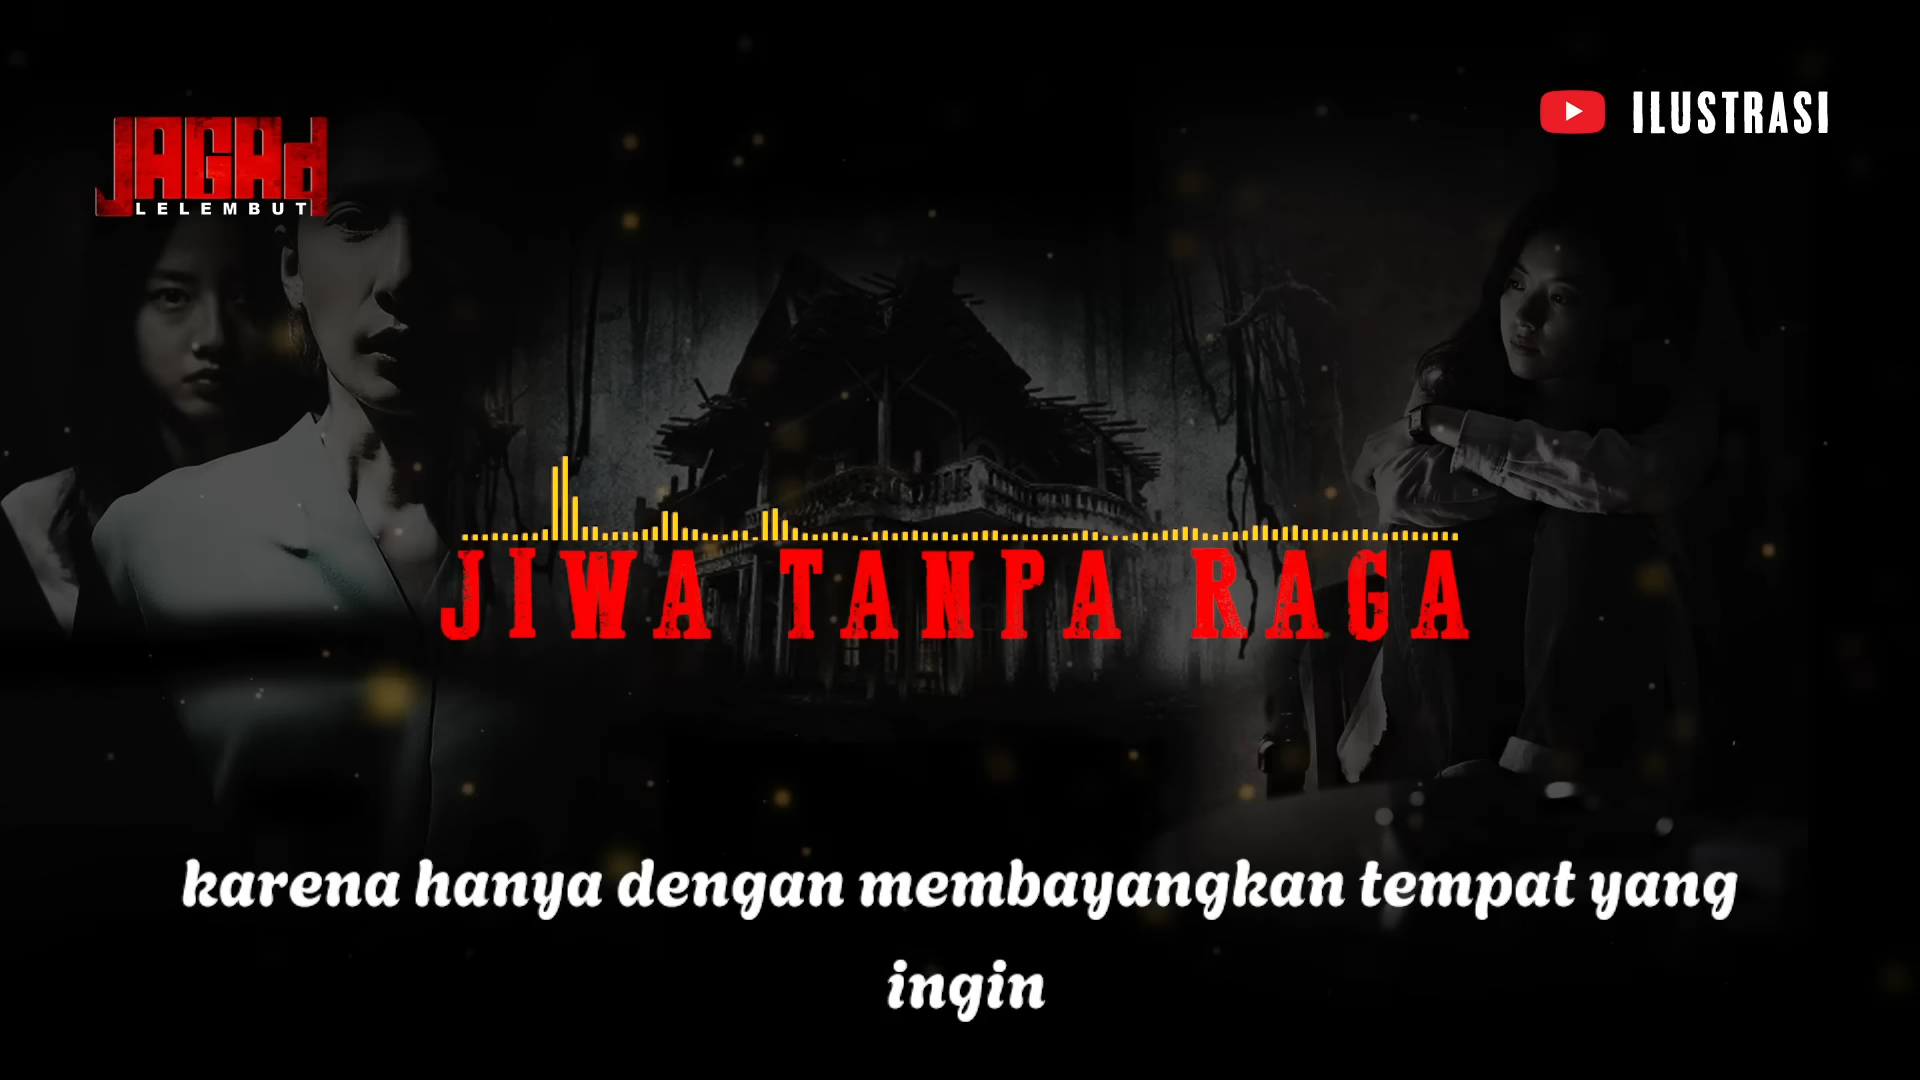 JAGAd
LELEMBUT
ILUSTRASI
JIWA TANPA RAGA
karena hanya dengan membayangkan tempat yang
ingin